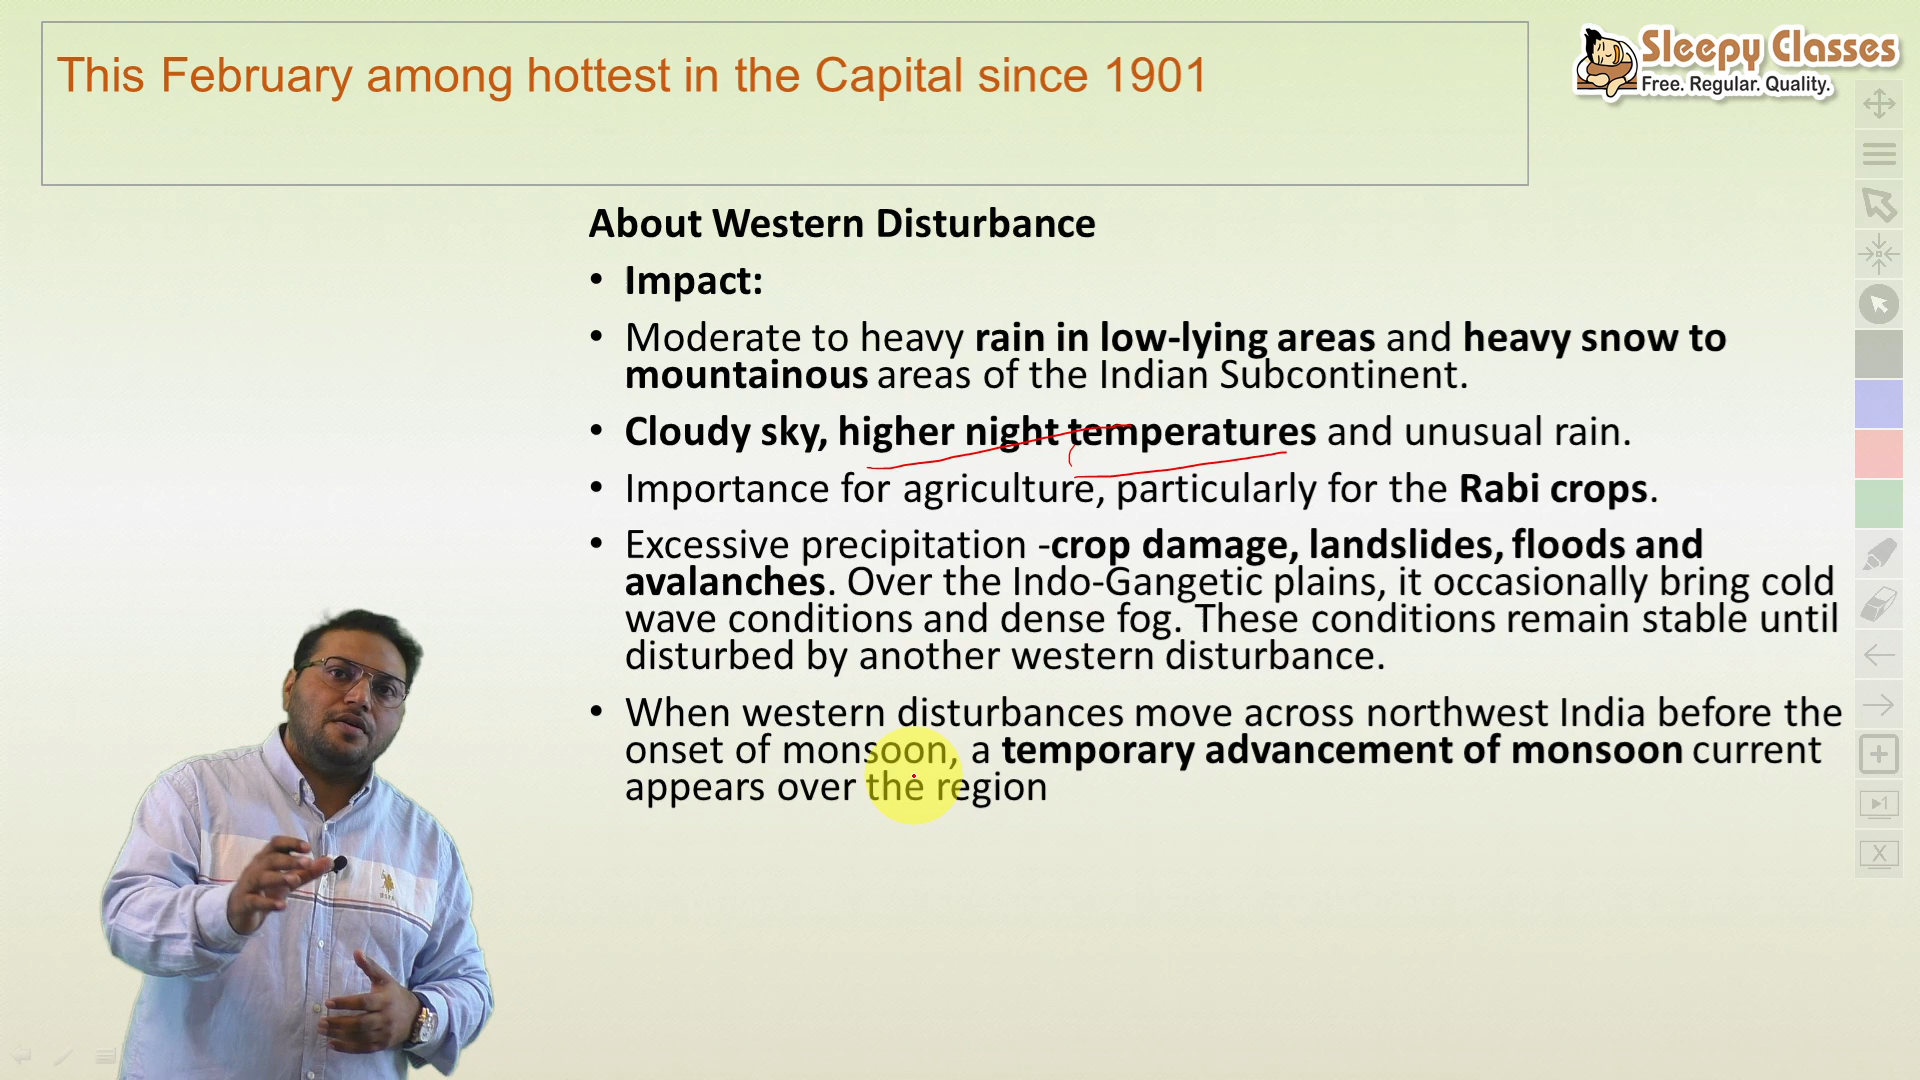 This February among hottest in the Capital since 1901
Sleepy Classes
Free. Regular. Quality.
About Western Disturbance
• Impact:
• Moderate to heavy rain in low-lying areas and heavy snow to
mountainous areas of the Indian Subcontinent.
• Cloudy sky, higher night temperatures and unusual rain.
• Importance for agriculture, particularly for the Rabi crops.
• Excessive precipitation -crop damage, landslides, floods and
avalanches. Over the Indo-Gangetic plains, it occasionally bring cold
wave conditions and dense fog. These conditions remain stable until
disturbed by another western disturbance.
• When western disturbances move across northwest India before the
onset of monsoon, a temporary advancement of monsoon current
appears over the region